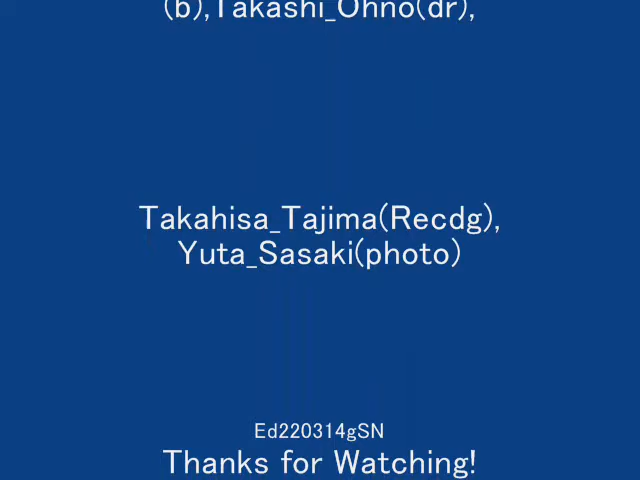 (b),Takashi_Ohno(dr),
Takahisa_Tajima(Recdg),
Yuta_Sasaki(photo)
Ed220314gSN
Thanks for Watching!